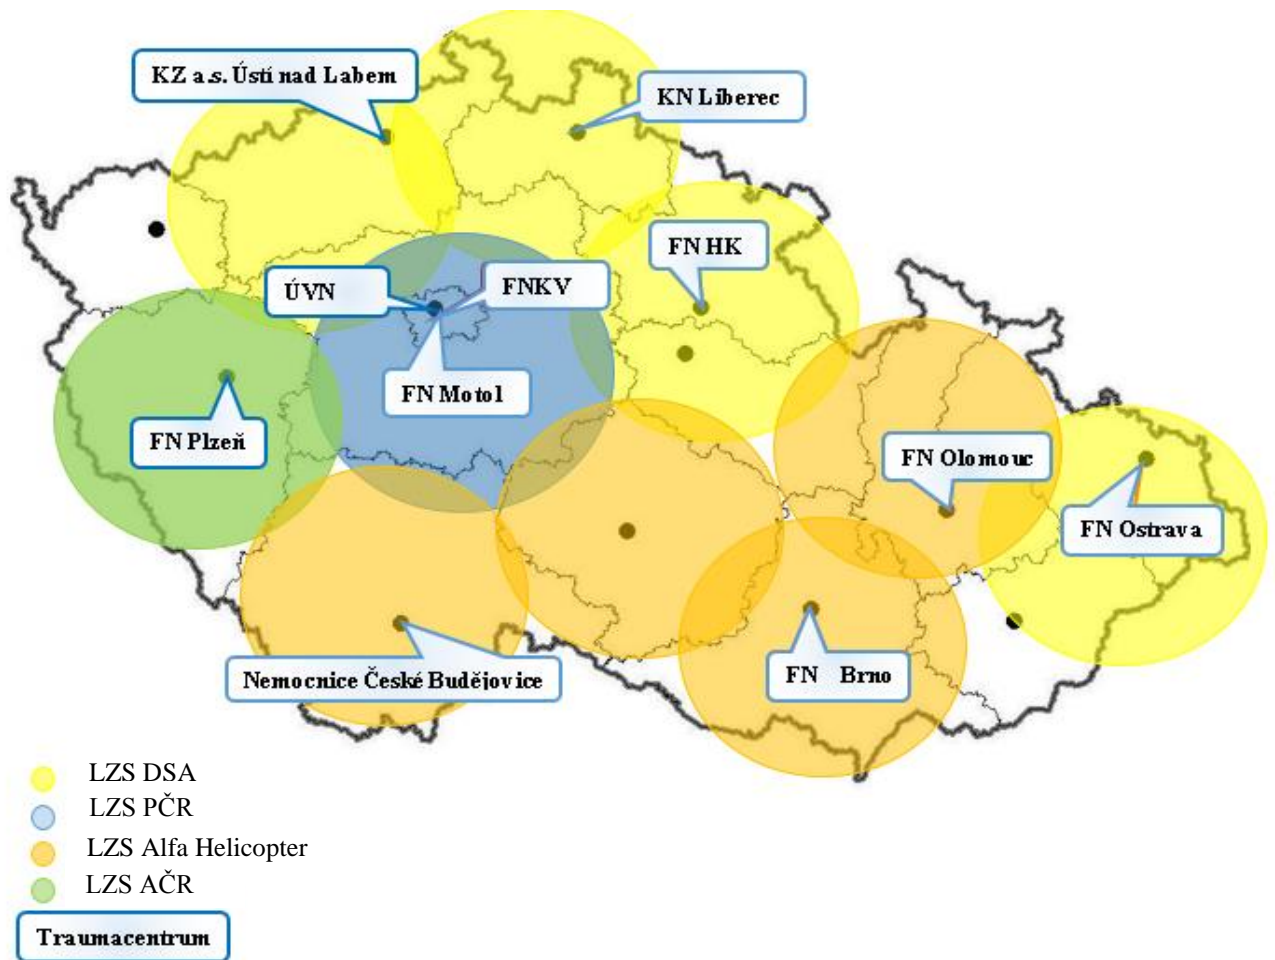 KZ a.s. Ústí nad Labem
KN Liberec
FN HK
ÚVN
FNKV
FN Motol
FN Plzeň
FN Olomouc
FN Ostrava
Nemocnice České Budějovice
FN Brno
LZS DSA
LZS PČR
LZS Alfa Helicopter
LZS AČR
Traumacentrum